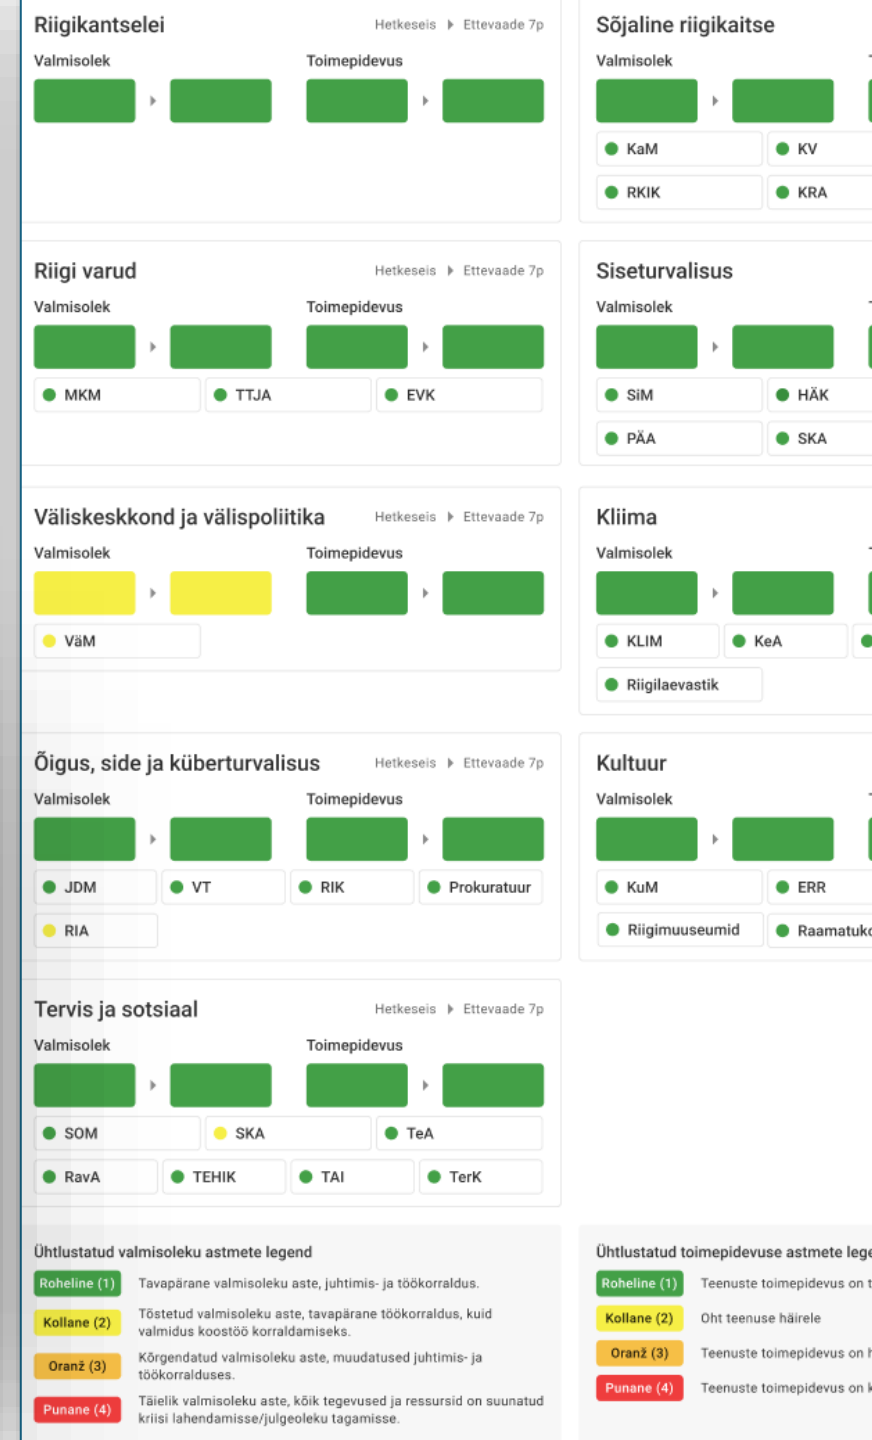 Riigikantselei
Hetkeseis Ettevaade 7p
Valmisolek
Toimepidevus
Sõjaline riigikaitse
Valmisolek
KaM
KV
RKIK
KRA
Riigi varud
Hetkeseis Ettevaade 7p
Valmisolek
Toimepidevus
MKM
TTJA
EVK
Siseturvalisus
Valmisolek
SiM
HÄK
PÄA
SKA
Väliskeskkond ja välispoliitika
Hetkeseis Ettevaade 7p
Valmisolek
Toimepidevus
VäM
Kliima
Valmisolek
KLIM
KeA
Riigilaevastik
Õigus, side ja küberturvalisus
Hetkeseis Ettevaade 7p
Valmisolek
Toimepidevus
JDM
VT
RIK
Prokuratuur
RIA
Kultuur
Valmisolek
KuM
ERR
Riigimuuseumid
Tervis ja sotsiaal
Hetkeseis Ettevaade 7p
Valmisolek
Toimepidevus
SOM
SKA
TeA
RavA
TEHIK
TAI
TerK
Ühtlustatud valmisoleku astmete legend
Roheline (1)
Tavapärane valmisoleku aste, juhtimis- ja töökorraldus.
Kollane (2)
Tõstetud valmisoleku aste, tavapärane töökorraldus, kuid
valmidus koostöö korraldamiseks.
Oranž (3)
Kõrgendatud valmisoleku aste, muudatused juhtimis- ja
töökorralduses.
Punane (4)
Täielik valmisoleku aste, kõik tegevused ja ressursid on suunatud
kriisi lahendamisse/julgeoleku tagamisse.
Ühtlustatud toimepidevuse astmete
Roheline (1)
Teenuste toimepidevus on
Kollane (2)
Oht teenuse häirele
Oranž (3)
Teenuste toimepidevus on
Punane (4)
Teenuste toimepidevus on